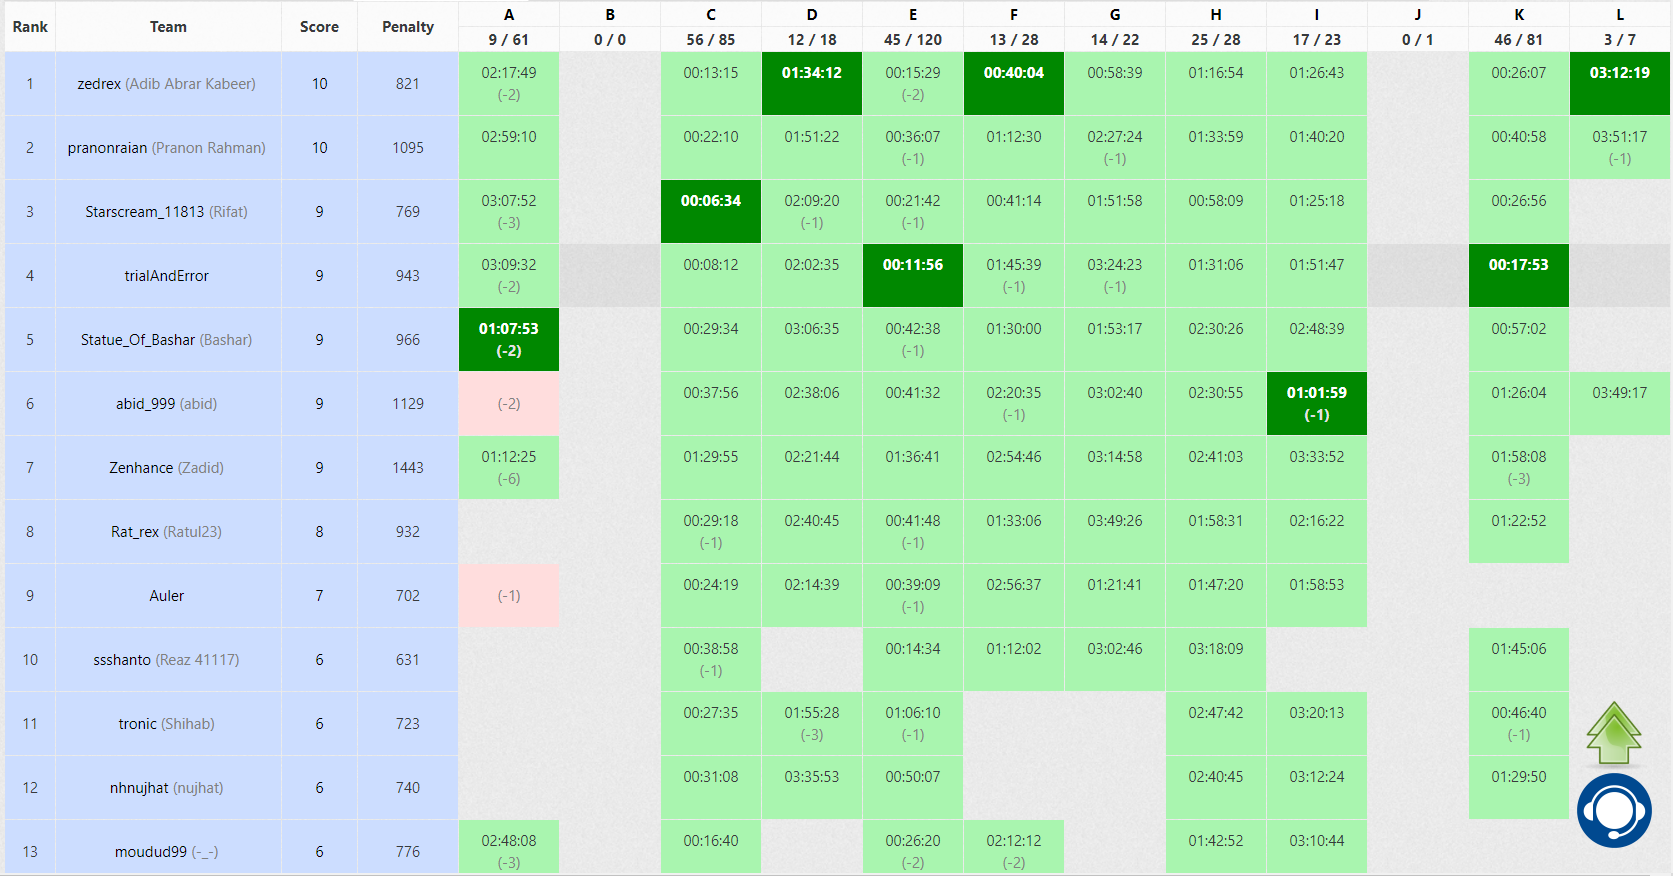 Rank Team Score Penalty A B C D E F G H I J K L
9 / 61 0 / 0 56 / 85 12 / 18 45 / 120 13 / 28 14 / 22 25 / 28 17 / 23 0 / 1 46 / 81 3 / 7
1 zedrex (Adib Abrar Kabeer) 10 821 02:17:49 00:13:15 01:34:12 00:15:29 00:40:04 00:58:39 01:16:54 01:26:43 00:26:07 03:12:19
(-2) (-2)
2 pranonraian (Pranon Rahman) 10 1095 02:59:10 00:22:10 01:51:22 00:36:07 01:12:30 02:27:24 01:33:59 01:40:20 00:40:58 03:51:17
(-1) (-1) (-1)
3 Starscream_11813 (Rifat) 9 769 03:07:52 00:06:34 02:09:20 00:21:42 00:41:14 01:51:58 00:58:09 01:25:18 00:26:56
(-3) (-1) (-1)
4 trialAndError 9 943 03:09:32 00:08:12 02:02:35 00:11:56 01:45:39 03:24:23 01:31:06 01:51:47 00:17:53
(-2) (-1) (-1)
5 Statue_Of_Bashar (Bashar) 9 966 01:07:53 00:29:34 03:06:35 00:42:38 01:30:00 01:53:17 02:30:26 02:48:39 00:57:02
(-2) (-1)
6 abid_999 (abid) 9 1129 (-2) 00:37:56 02:38:06 00:41:32 02:20:35 03:02:40 02:30:55 01:01:59 01:26:04 03:49:17
(-1) (-1)
7 Zenhance (Zadid) 9 1443 01:12:25 01:29:55 02:21:44 01:36:41 02:54:46 03:14:58 02:41:03 03:33:52 01:58:08
(-6) (-3)
8 Rat_rex (Ratul23) 8 932 00:29:18 02:40:45 00:41:48 01:33:06 03:49:26 01:58:31 02:16:22 01:22:52
(-1) (-1)
9 Auler 7 702 (-1) 00:24:19 02:14:39 00:39:09 02:56:37 01:21:41 01:47:20 01:58:53
(-1)
10 ssshanto (Reaz 41117) 6 631 00:38:58 00:14:34 01:12:02 03:02:46 03:18:09 01:45:06
(-1)
11 tronic (Shihab) 6 723 00:27:35 01:55:28 01:06:10 02:47:42 03:20:13 00:46:40
(-3) (-1) (-1)
12 nhnujhat (nujhat) 6 740 00:31:08 03:35:53 00:50:07 02:40:45 03:12:24 01:29:50
13 moudud99 (-_-) 6 776 02:48:08 00:16:40 00:26:20 02:12:12 01:42:52 03:10:44
(-3) (-2) (-2)